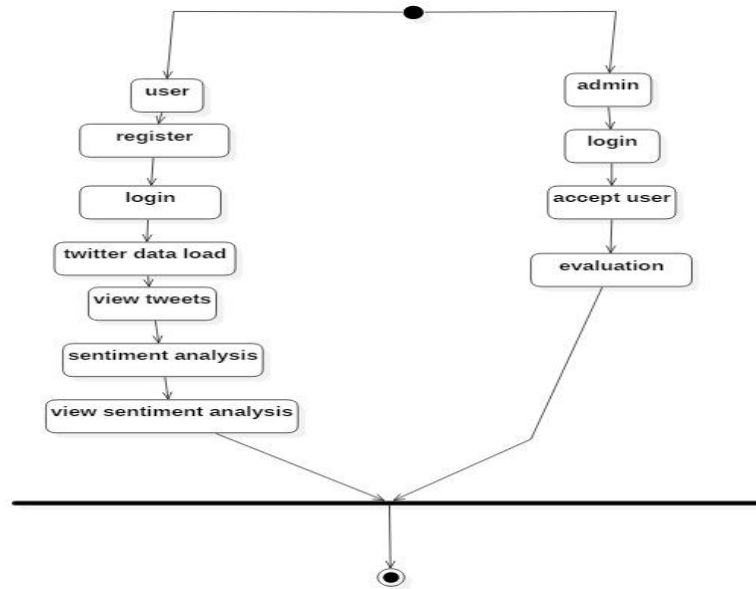 user
register
login
twitter data load
view tweets
sentiment analysis
view sentiment analysis
admin
login
accept user
evaluation